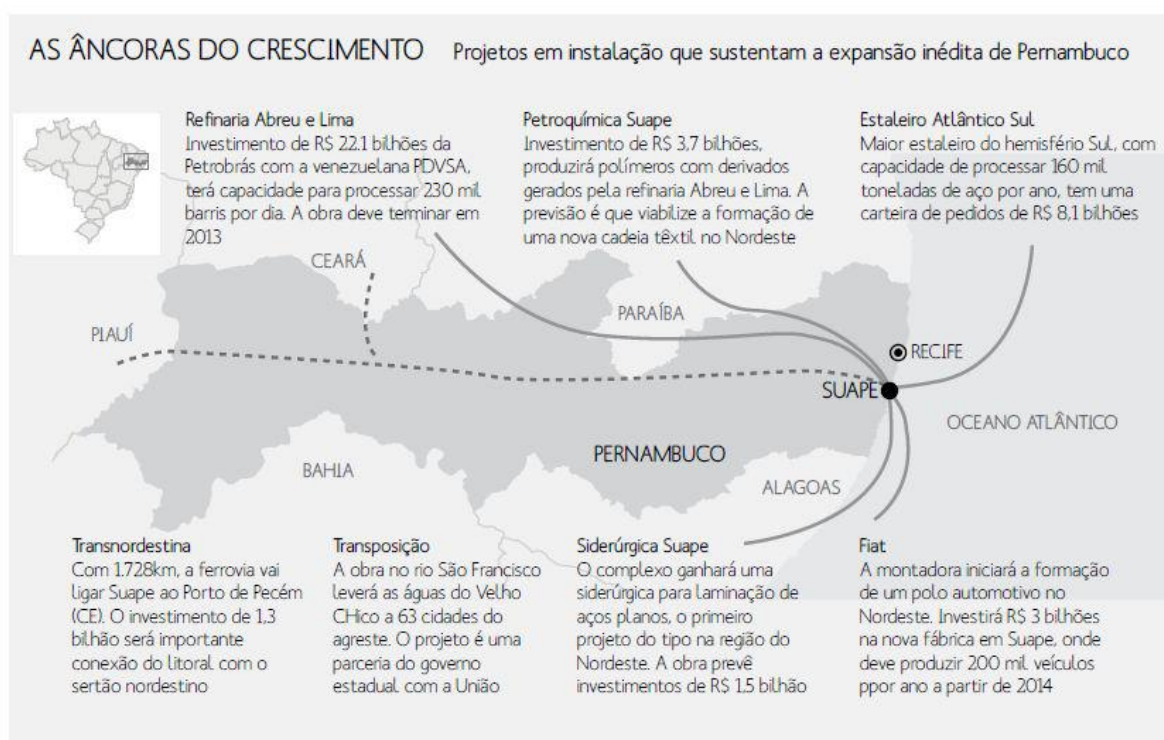 AS ÂNCORAS DO CRESCIMENTO Projetos em instalação que sustentam a expansão inédita de Pernambuco
Refinaria Abreu e Lima
Investimento de R$ 22.1 bilhões da
Petrobrás com a venezuelana PDVSA,
terá capacidade para processar 230 mil
barris por dia. A obra deve terminar em
2013
Petroquímica Suape
Investimento de R$ 3,7 bilhões,
produzirá polímeros com derivados
gerados pela refinaria Abreu e Lima. A
previsão é que viabilize a formação de
uma nova cadeia têxtil no Nordeste
Estaleiro Atlântico Sul
Maior estaleiro do hemisfério Sul, com
capacidade de processar 160 mil
toneladas de aço por ano, tem uma
carteira de pedidos de R$ 8,1 bilhões
CEARÁ
PIAUÍ
PARAÍBA
RECIFE
SUAPE
OCEANO ATLÂNTICO
PERNAMBUCO
BAHIA
ALAGOAS
Transnordestina
Com 1.728km, a ferrovia vai
ligar Suape ao Porto de Pecém
(CE). O investimento de 1,3
bilhão será importante
conexão do litoral com o
sertão nordestino
Transposição
A obra no rio São Francisco
levará as águas do Velho
CHico a 63 cidades do
agreste. O projeto é uma
parceria do governo
estadual com a União
Siderúrgica Suape
O complexo ganhará uma
siderúrgica para laminação de
aços planos, o primeiro
projeto do tipo na região do
Nordeste. A obra prevê
investimentos de R$ 1,5 bilhão
Fiat
A montadora iniciará a formação
de um polo automotivo no
Nordeste. Investirá R$ 3 bilhões
na nova fábrica em Suape, onde
deve produzir 200 mil veículos
ppor ano a partir de 2014